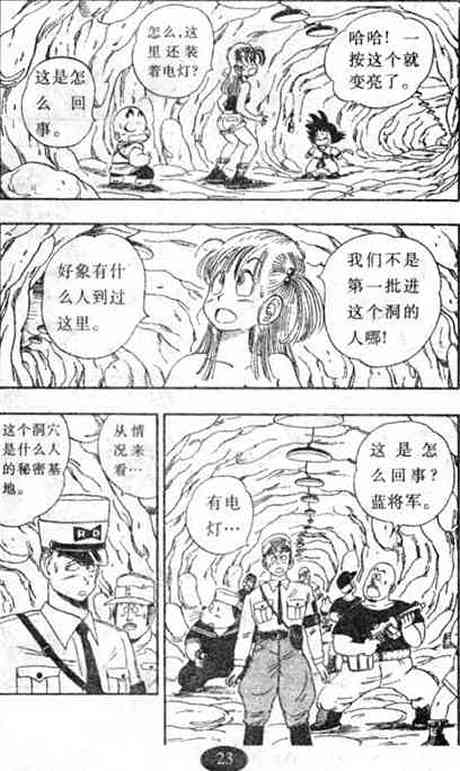 哈哈!一
按这个就
变亮了。
怎么,这
里还装
着电灯?
这是怎
么回
事。
我们不是
第一批进
这个洞的
人哪!
好象有什
么人到过
这里。
这是怎
么回事?
蓝将军。
有电
灯…
从情
况来
看…
这个洞穴
是什么人
的秘密基
地。
RR
23